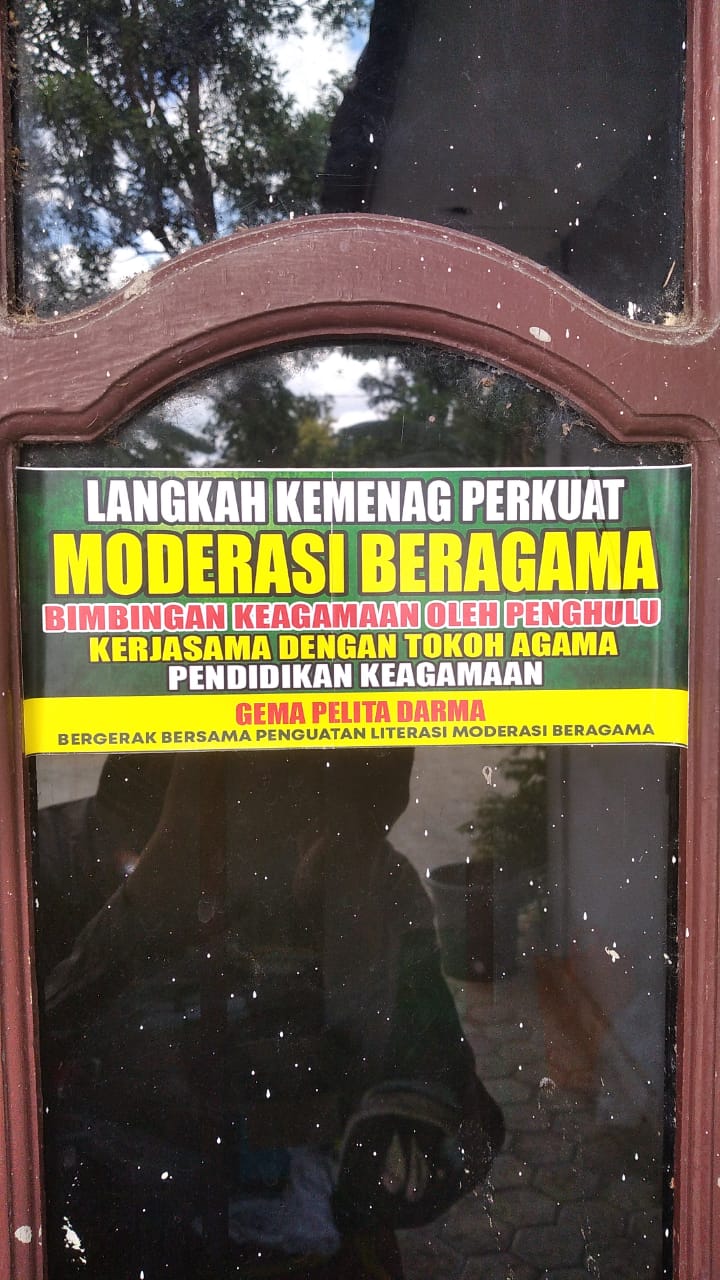 LANGKAH KEMENAG PERKUAT
MODERASI BERAGAMA
BIMBINGAN KEAGAMAAN OLEH PENGHULU
KERJASAMA DENGAN TOKOH AGAMA
PENDIDIKAN KEAGAMAAN
GEMA PELITA DARMA
BERGERAK BERSAMA PENGUATAN LITERASI MODERASI BERAGAMA